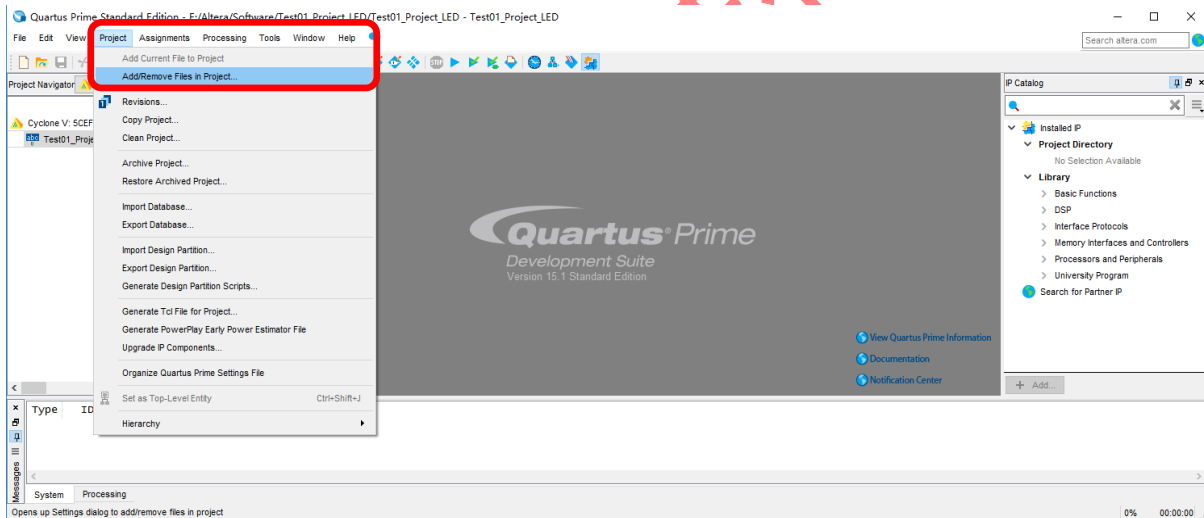 Quartus Prime Standard Edition - E:/Altera/Software/Test01_Project_LED/Test01_Project_LED - Test01_Project_LED
File Edit View Project Assignments Processing Tools Window Help
Search altera.com
Add Current File to Project
Add/Remove Files in Project...
Revisions...
Copy Project...
Clean Project...
Archive Project...
Restore Archived Project...
Import Database...
Export Database...
Import Design Partition...
Export Design Partition...
Generate Design Partition Scripts...
Generate Tcl File for Project...
Generate PowerPlay Early Power Estimator File
Upgrade IP Components...
Organize Quartus Prime Settings File
Set as Top-Level Entity Ctrl+Shift+J
Hierarchy
Project Navigator
Cyclone V: 5CEF
Test01_Proje
Quartus Prime
Development Suite
Version 15.1 Standard Edition
View Quartus Prime Information
Documentation
Notification Center
IP Catalog
Installed IP
Project Directory
No Selection Available
Library
Basic Functions
DSP
Interface Protocols
Memory Interfaces and Controllers
Processors and Peripherals
University Program
Search for Partner IP
+ Add...
Type ID
Messages
System Processing
Opens up Settings dialog to add/remove files in project
0% 00:00:00